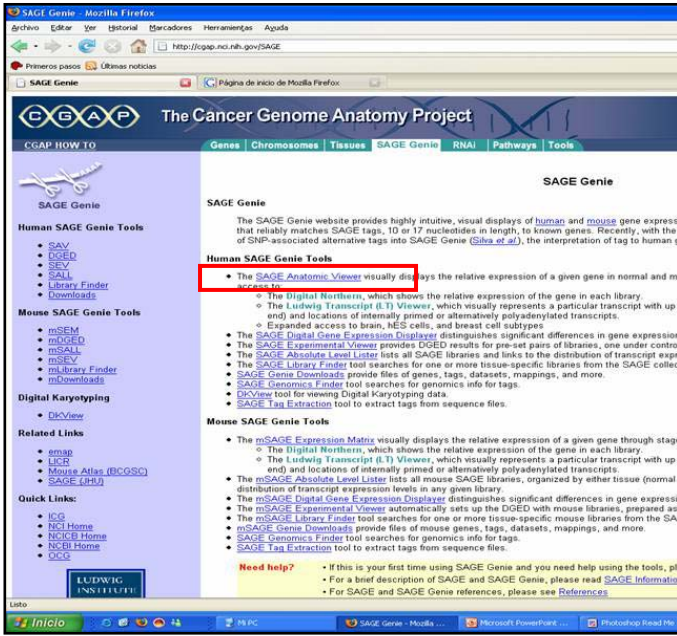 SAGE Genie - Mozilla Firefox
Archivo Editar Ver Historial Marcadores Herramientas Ayuda
http://cgap.nci.nih.gov/SAGE
Primeros pasos Últimas noticias
SAGE Genie
Página de inicio de Mozilla Firefox
CGAP The Cancer Genome Anatomy Project
CGAP HOW TO
Genes Chromosomes Tissues SAGE Genie RNAi Pathways Tools
SAGE Genie
Human SAGE Genie Tools
SAV
DGED
SEV
SALL
Library Finder
Downloads
Mouse SAGE Genie Tools
mSEM
mDGED
mSALL
mSEV
mLibrary Finder
mDownloads
Digital Karyotyping
DKView
Related Links
emap
LICR
Mouse Atlas (BCGSC)
SAGE (JHU)
Quick Links:
ICG
NCI Home
NCICB Home
NCBI Home
OCG
LUDWIG
INSTITUTE
SAGE Genie
SAGE Genie
The SAGE Genie website provides highly intuitive, visual displays of human and mouse gene express
that reliably matches SAGE tags, 10 or 17 nucleotides in length, to known genes. Recently, with the
of SNP-associated alternative tags into SAGE Genie (Silva et al.), the interpretation of tag to human g
Human SAGE Genie Tools
The SAGE Anatomic Viewer visually displays the relative expression of a given gene in normal and m
access to:
The Digital Northern, which shows the relative expression of the gene in each library.
The Ludwig Transcript (LT) Viewer, which visually represents a particular transcript with up
end) and locations of internally primed or alternatively polyadenylated transcripts.
Expanded access to brain, hES cells, and breast cell subtypes
The SAGE Digital Gene Expression Displayer distinguishes significant differences in gene expression
The SAGE Experimental Viewer provides DGED results for pre-set pairs of libraries, one under contro
The SAGE Absolute Level Lister lists all SAGE libraries and links to the distribution of transcript expr
The SAGE Library Finder tool searches for one or more tissue-specific libraries from the SAGE collec
SAGE Genie Downloads provide files of genes, tags, datasets, mappings, and more.
SAGE Genomics Finder tool searches for genomics info for tags.
DKView tool for viewing Digital Karyotyping data.
SAGE Tag Extraction tool to extract tags from sequence files.
Mouse SAGE Genie Tools
The mSAGE Expression Matrix visually displays the relative expression of a given gene through stag
The Digital Northern, which shows the relative expression of the gene in each library.
The Ludwig Transcript (LT) Viewer, which visually represents a particular transcript with up
end) and locations of internally primed or alternatively polyadenylated transcripts.
The mSAGE Absolute Level Lister lists all mouse SAGE libraries, organized by either tissue (normal
distribution of transcript expression levels in any given library.
The mSAGE Digital Gene Expression Displayer distinguishes significant differences in gene expressi
The mSAGE Experimental Viewer automatically sets up the DGED with mouse libraries, prepared as
The mSAGE Library Finder tool searches for one or more tissue-specific mouse libraries from the SA
mSAGE Genie Downloads provide files of mouse genes, tags, datasets, mappings, and more.
SAGE Genomics Finder tool searches for genomics info for tags.
SAGE Tag Extraction tool to extract tags from sequence files.
Need help? • If this is your first time using SAGE Genie and you need help using the tools, pl
• For a brief description of SAGE and SAGE Genie, please read SAGE Informatio
• For SAGE and SAGE Genie references, please see References
Listo
Inicio Mi PC SAGE Genie - Mozilla ... Microsoft PowerPoint ... Photoshop Read Me